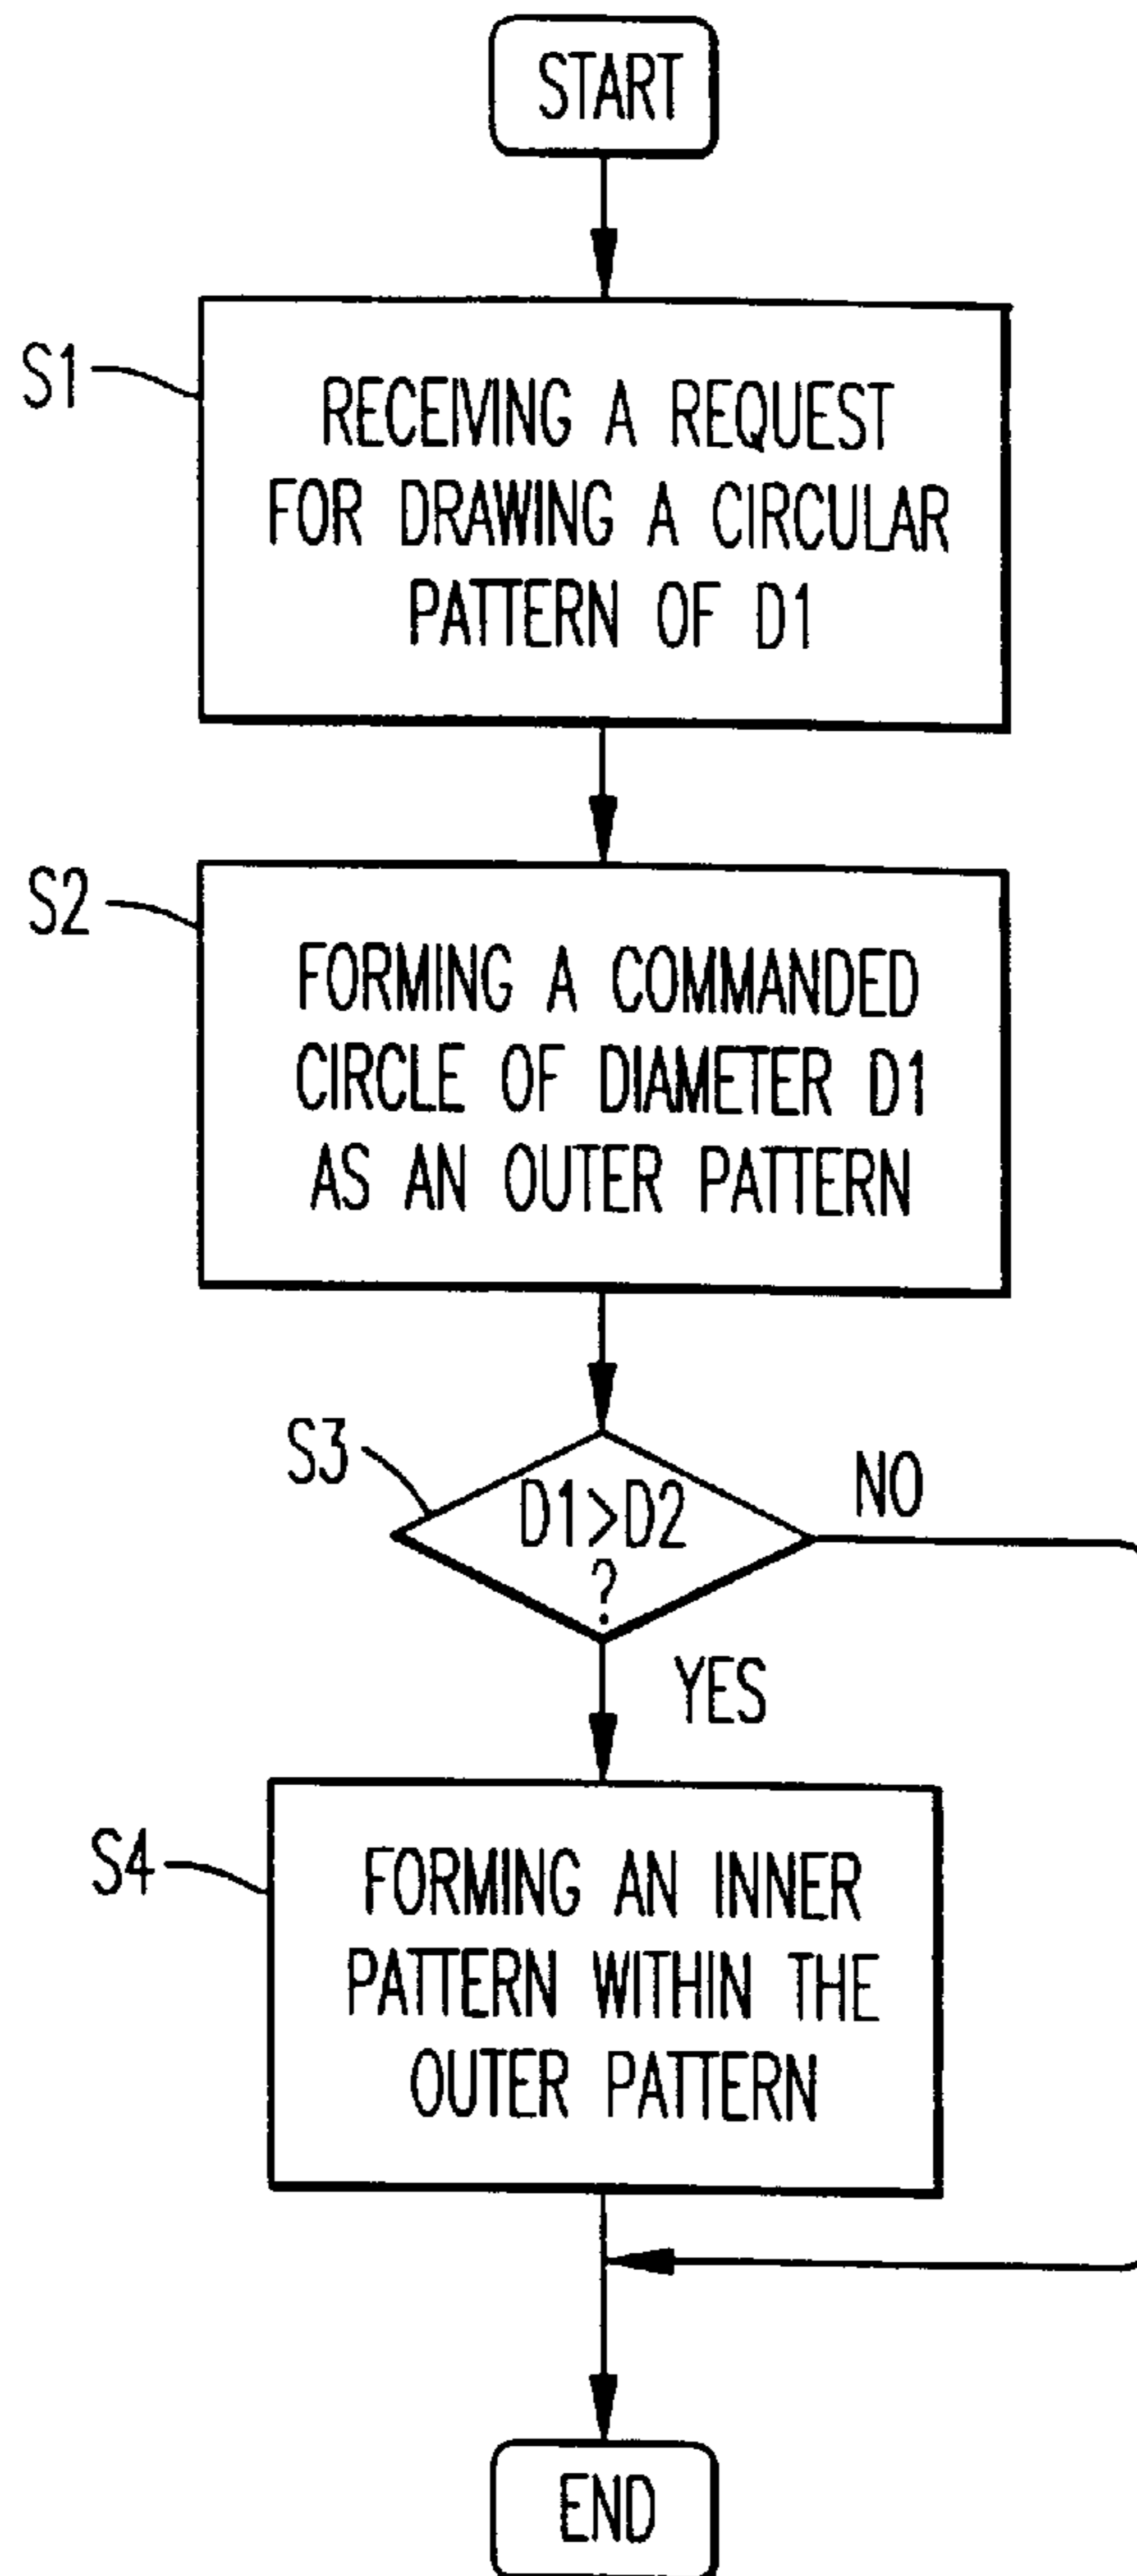 START
S1
RECEIVING A REQUEST
FOR DRAWING A CIRCULAR
PATTERN OF D1
S2
FORMING A COMMANDED
CIRCLE OF DIAMETER D1
AS AN OUTER PATTERN
S3
D1>D2
?
NO
YES
S4
FORMING AN INNER
PATTERN WITHIN THE
OUTER PATTERN
END